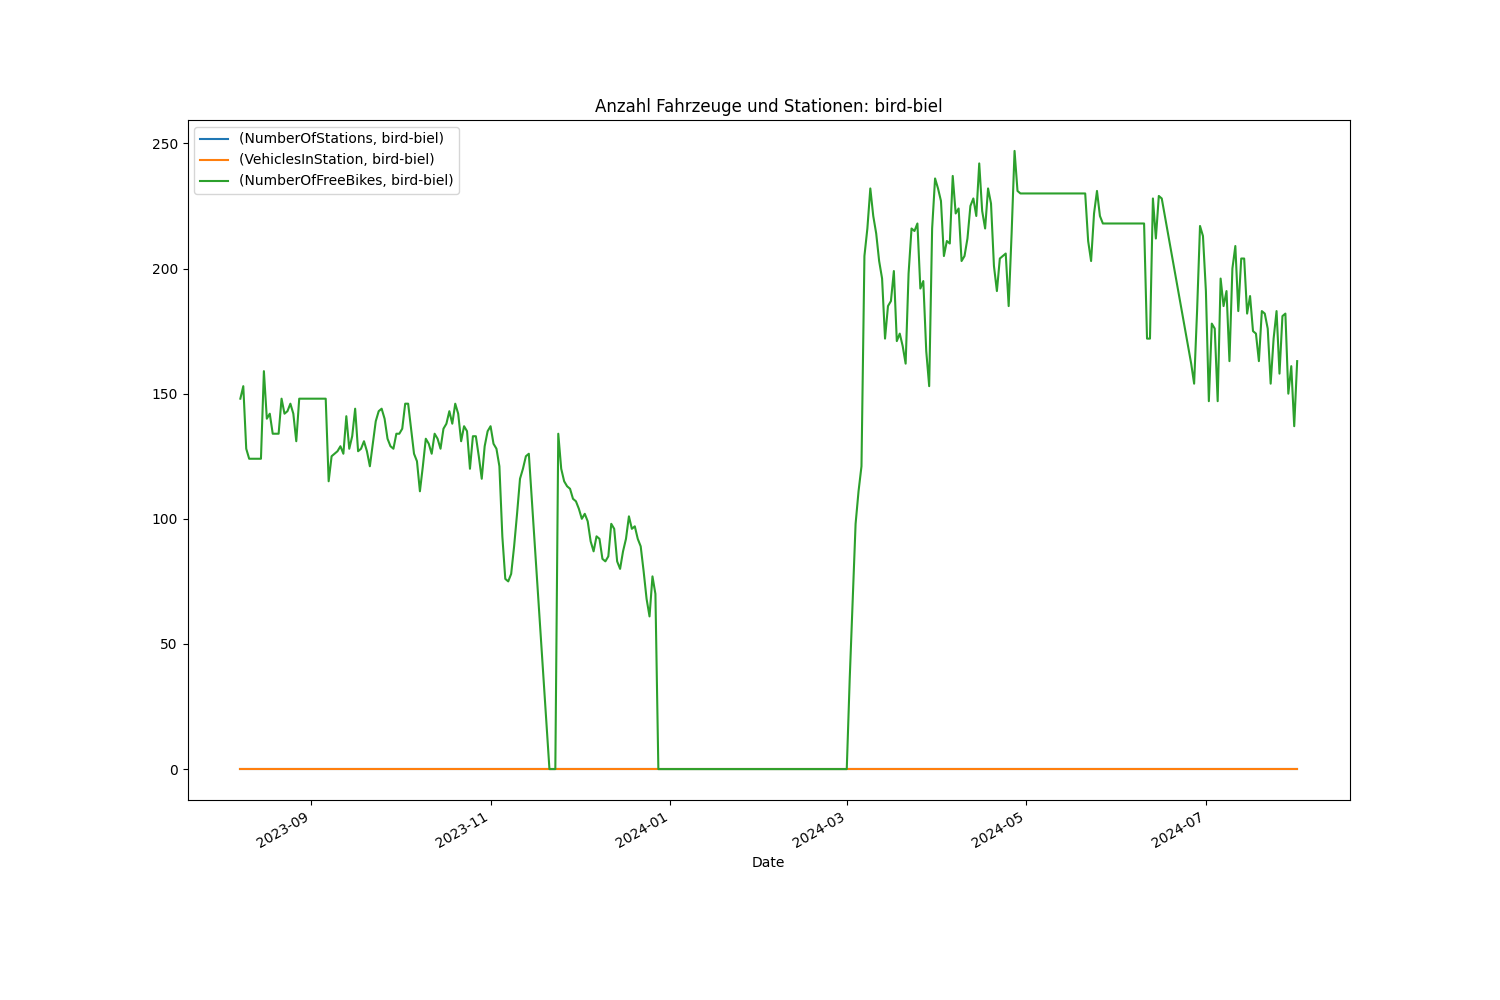 Anzahl Fahrzeuge und Stationen: bird-biel
(NumberOfStations, bird-biel)
(VehiclesInStation, bird-biel)
(NumberOfFreeBikes, bird-biel)
250
200
150
100
50
0
2023-09
2023-11
2024-01
2024-03
2024-05
2024-07
Date